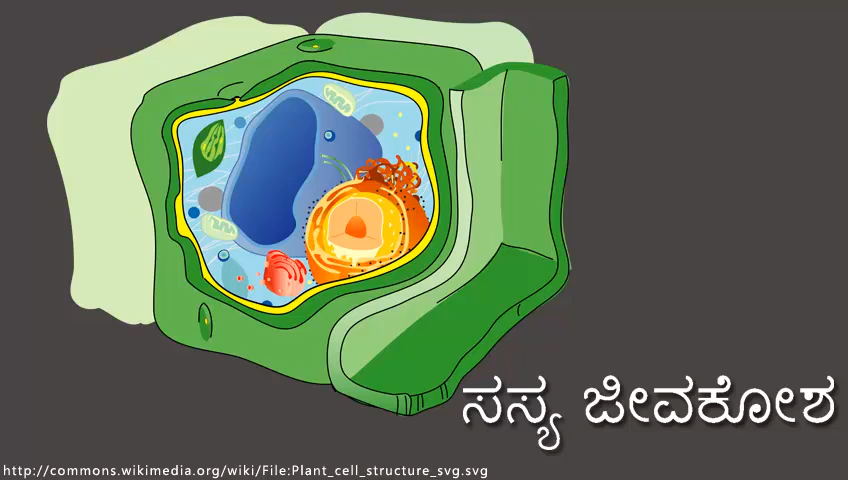 ಸಸ್ಯ ಜೀವಕೋಶ
http://commons.wikimedia.org/wiki/File:Plant_cell_structure_svg.svg